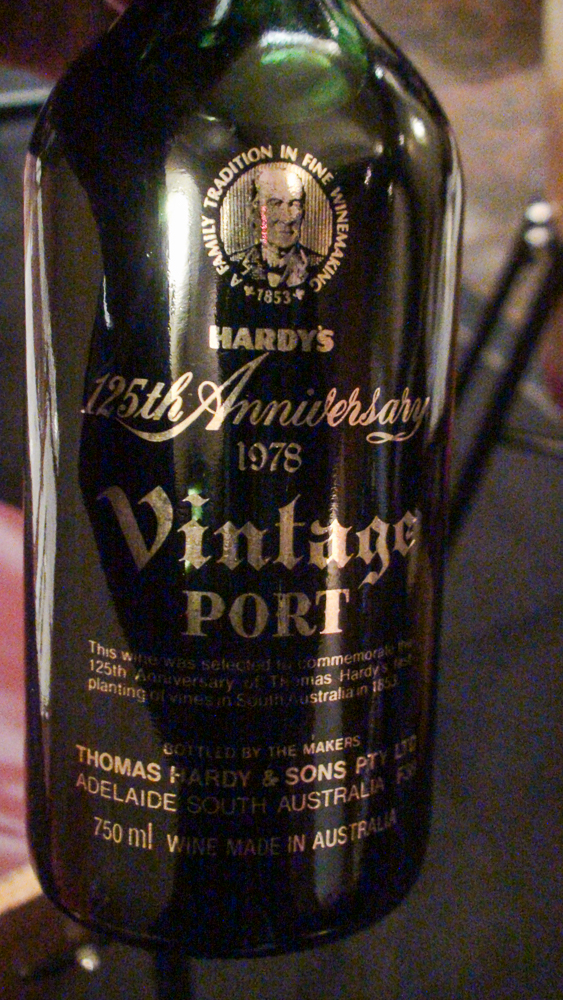 A FAMILY TRADITION IN FINE WINEMAKING
1853
HARDY'S
125th Anniversary
1978
Vintage
PORT
This wine was selected to commemorate the
125th Anniversary of Thomas Hardy's first
planting of vines in South Australia in 1853.
BOTTLED BY THE MAKERS
THOMAS HARDY & SONS PTY LTD
ADELAIDE SOUTH AUSTRALIA
750 ml WINE MADE IN AUSTRALIA